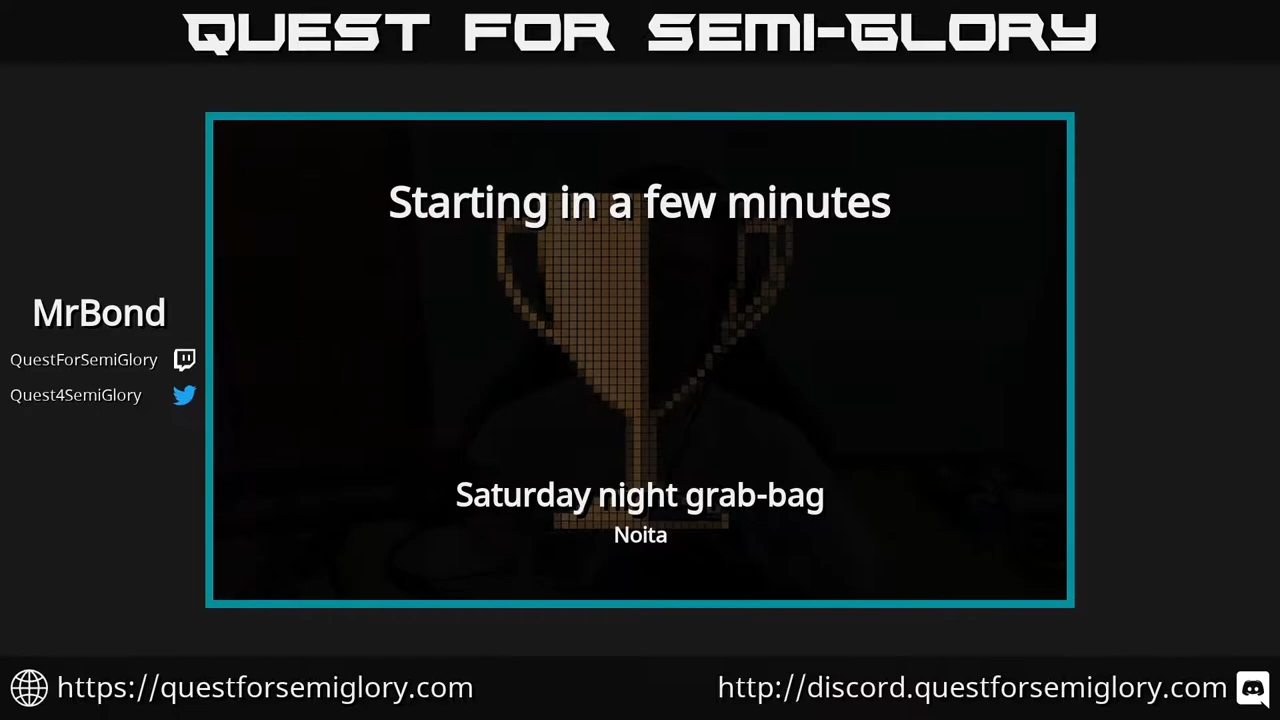 QUEST FOR SEMI-GLORY
Starting in a few minutes
MrBond
QuestForSemiGlory
Quest4SemiGlory
Saturday night grab-bag
Noita
https://questforsemiglory.com
http://discord.questforsemiglory.com